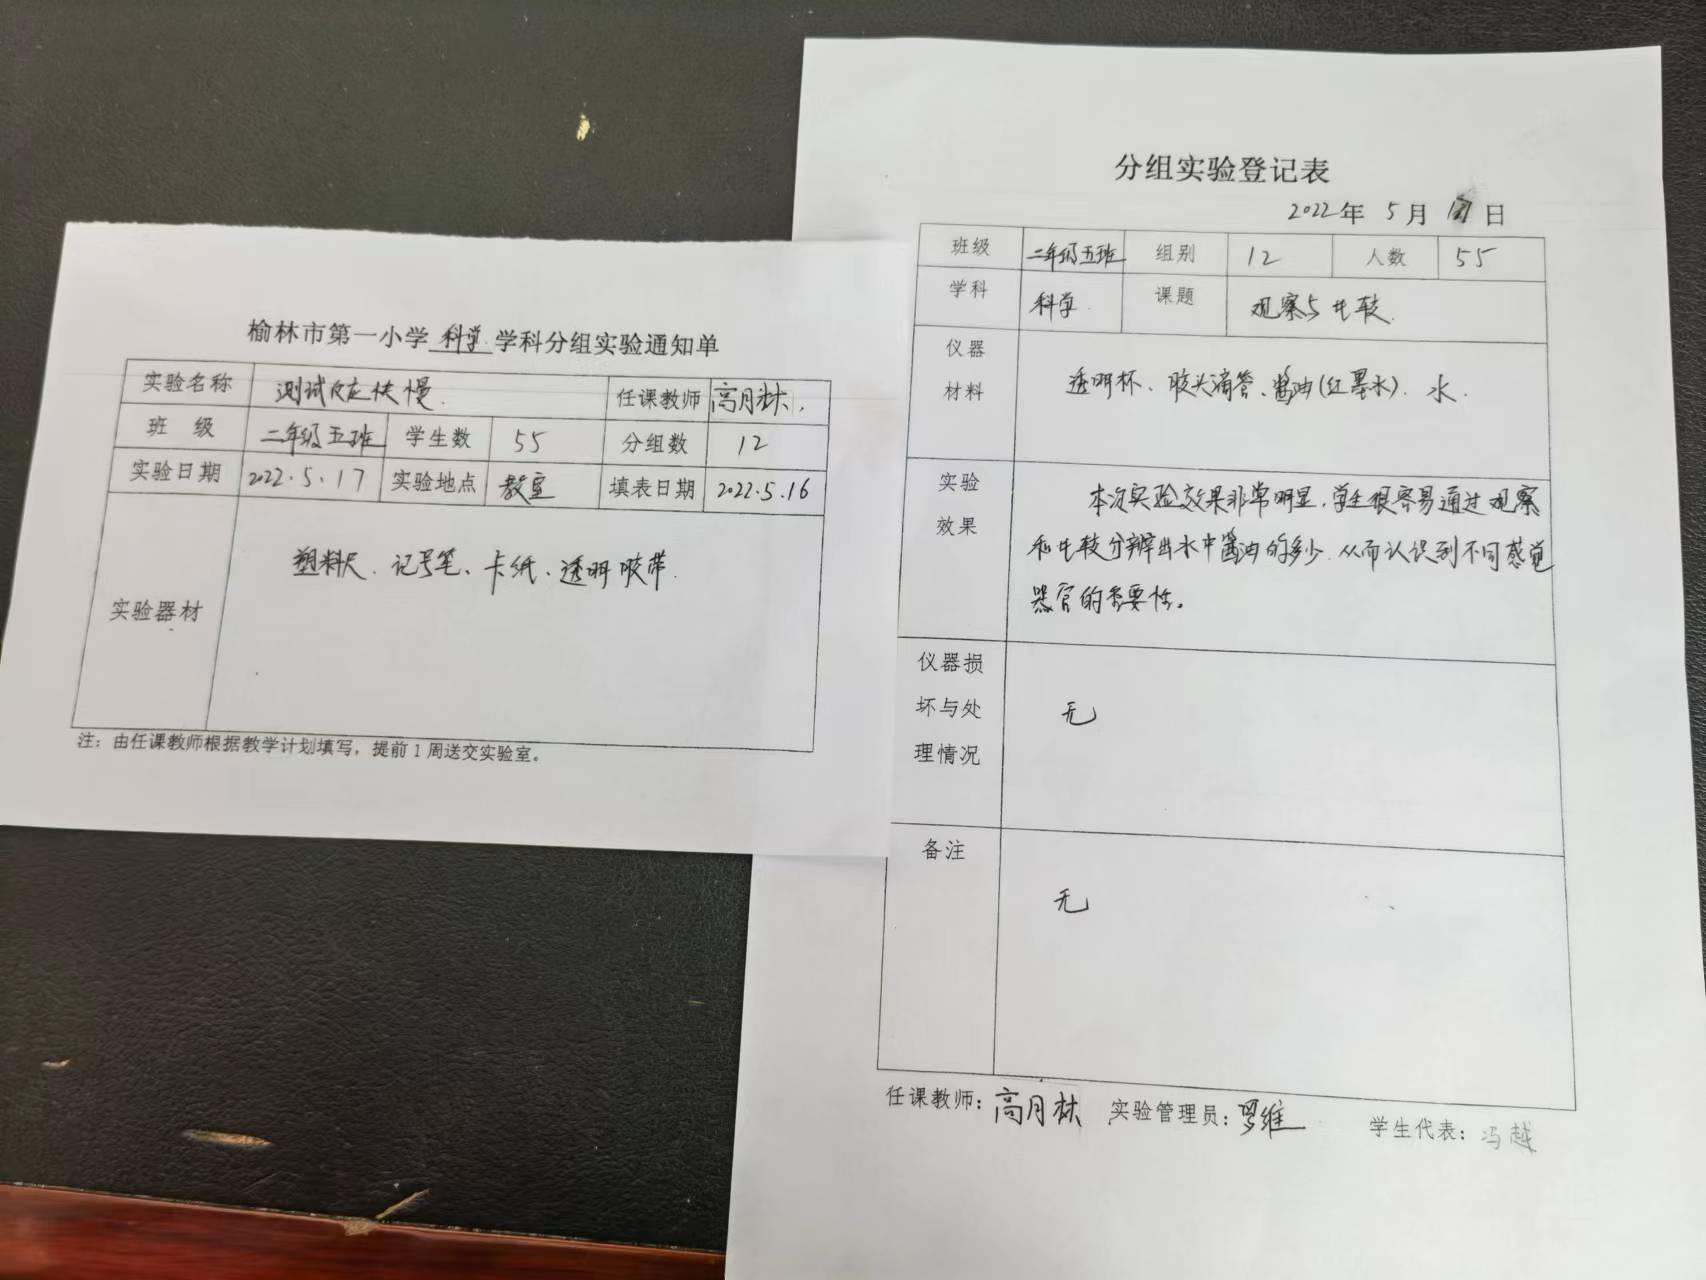 榆林市第一小学 科学 学科分组实验通知单
实验名称 测试反应快慢 任课教师 高月林
班 级 二年级五班 学生数 55 分组数 12
实验日期 2022.5.17 实验地点 教室 填表日期 2022.5.16
实验器材 塑料尺、记号笔、卡纸、透明胶带.
注：由任课教师根据教学计划填写，提前1周送交实验室。
分组实验登记表
2022年 5月 日
班级 二年级五班 组别 12 人数 55
学科 科学. 课题 观察与比较.
仪器
材料
透明杯、胶头滴管、酱油(红墨水)、水.
实验
效果
本次实验效果非常明显,学生很容易通过观察
和比较分辨出水中酱油的多少.从而认识到不同感觉
器官的重要性。
仪器损
坏与处
理情况
无
备注
无
任课教师：高月林 实验管理员：罗维 学生代表：冯越